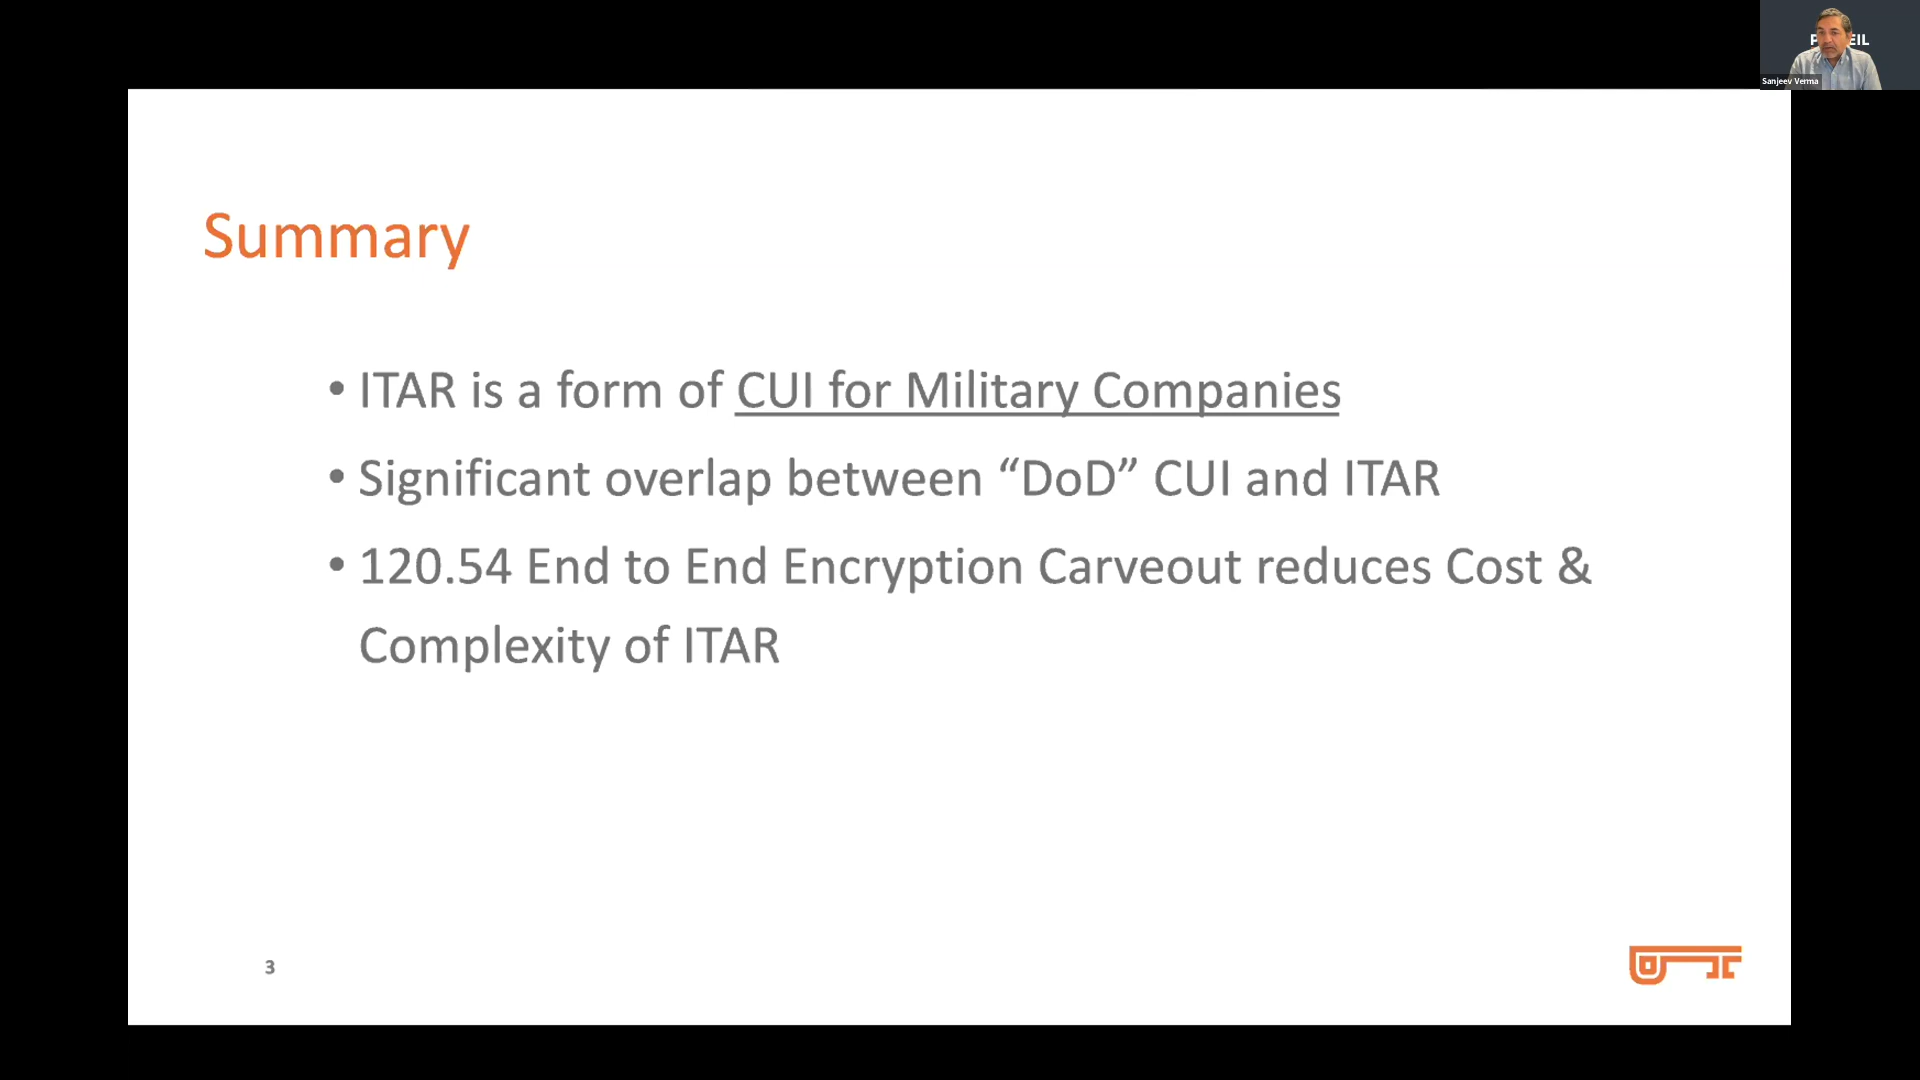 Sanjeev Verma
Summary
• ITAR is a form of CUI for Military Companies
• Significant overlap between “DoD” CUI and ITAR
• 120.54 End to End Encryption Carveout reduces Cost &
Complexity of ITAR
3